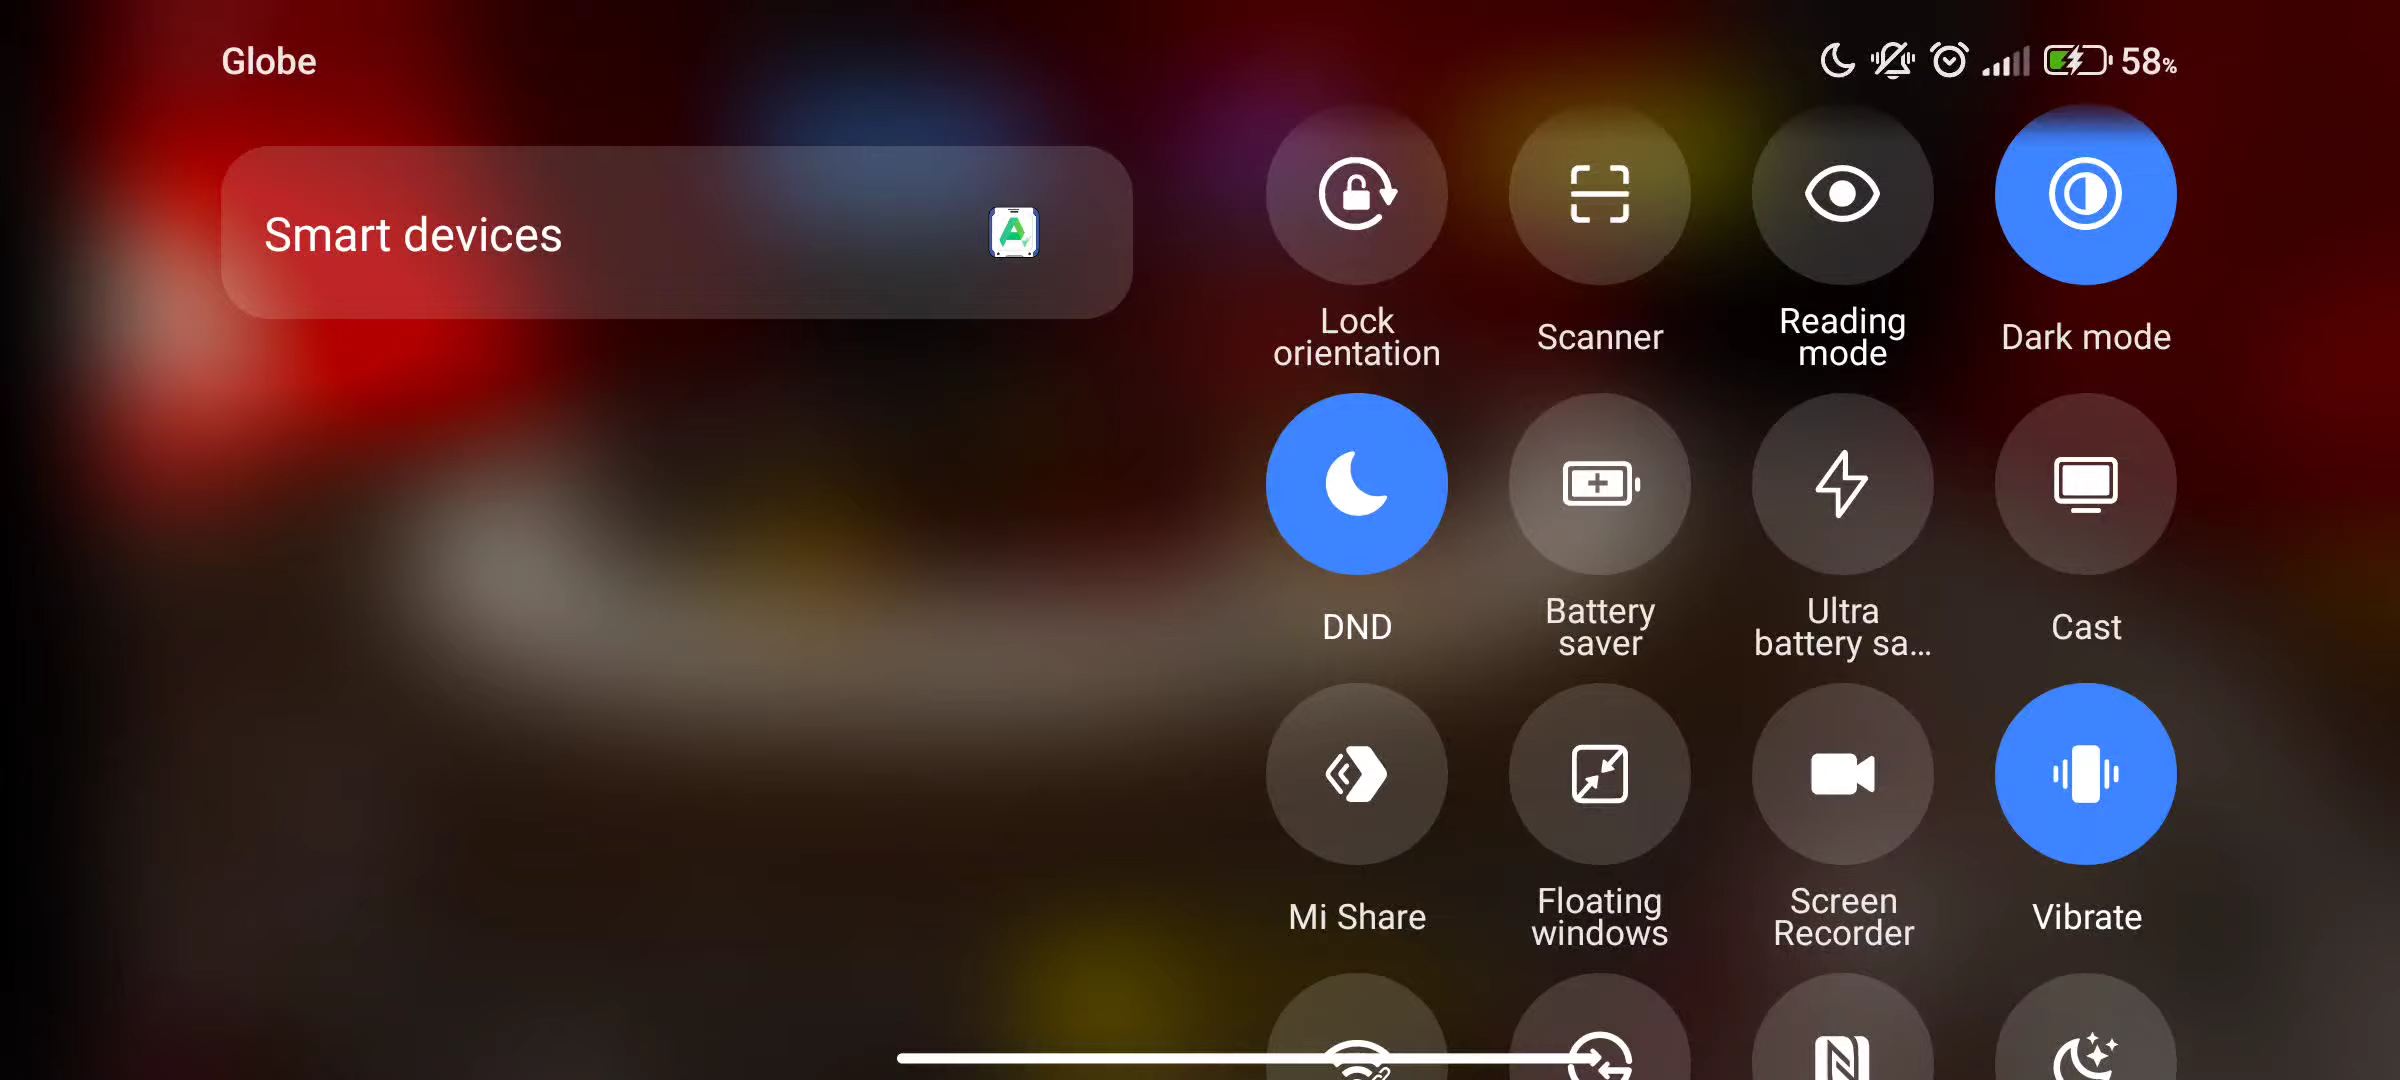 Globe
58%
Smart devices
Lock
orientation
Scanner
Reading
mode
Dark mode
DND
Battery
saver
Ultra
battery sa...
Cast
Mi Share
Floating
windows
Screen
Recorder
Vibrate